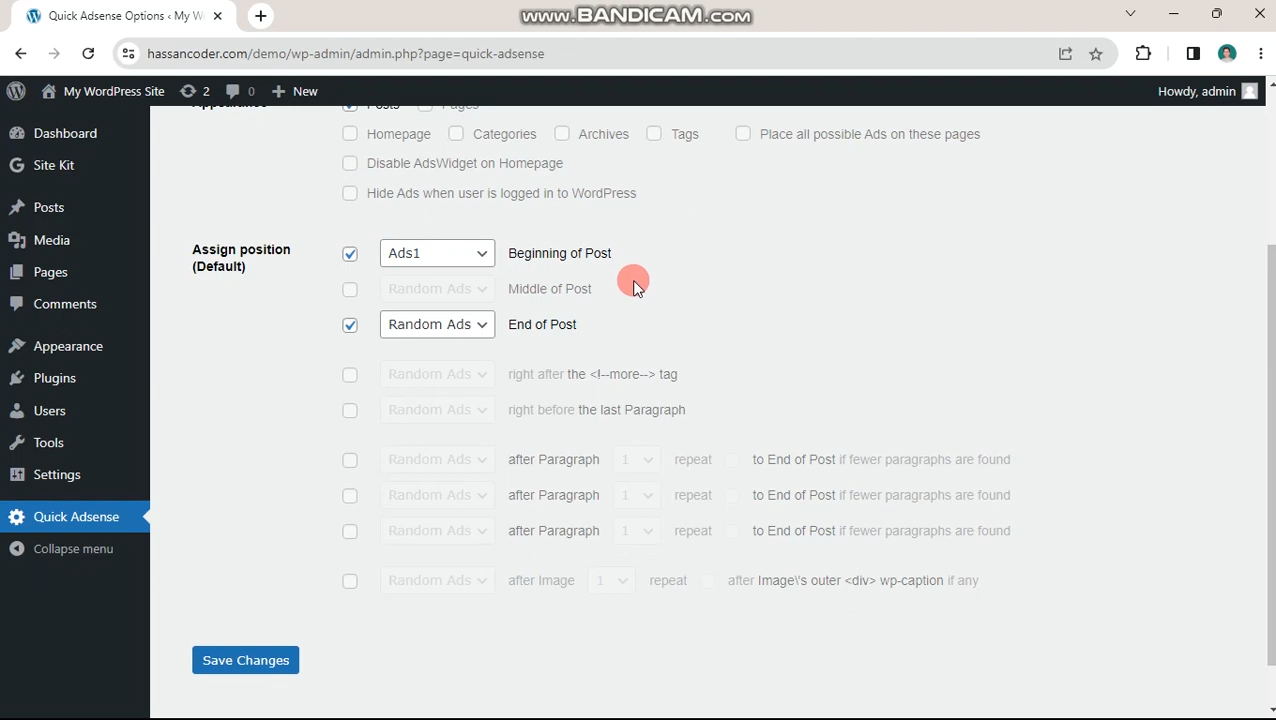 Quick Adsense Options ‹ My W
www.BANDICAM.com
hassancoder.com/demo/wp-admin/admin.php?page=quick-adsense
My WordPress Site 2 0 New Howdy, admin
Dashboard
Site Kit
Posts
Media
Pages
Comments
Appearance
Plugins
Users
Tools
Settings
Quick Adsense
Collapse menu
Appearance Posts Pages
Homepage Categories Archives Tags Place all possible Ads on these pages
Disable AdsWidget on Homepage
Hide Ads when user is logged in to WordPress
Assign position
(Default)
Ads1 Beginning of Post
Random Ads Middle of Post
Random Ads End of Post
Random Ads right after the <!--more--> tag
Random Ads right before the last Paragraph
Random Ads after Paragraph 1 repeat to End of Post if fewer paragraphs are found
Random Ads after Paragraph 1 repeat to End of Post if fewer paragraphs are found
Random Ads after Paragraph 1 repeat to End of Post if fewer paragraphs are found
Random Ads after Image 1 repeat after Image\'s outer <div> wp-caption if any
Save Changes